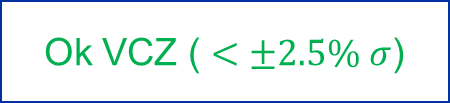 Ok VCZ ( < ±2.5% σ)